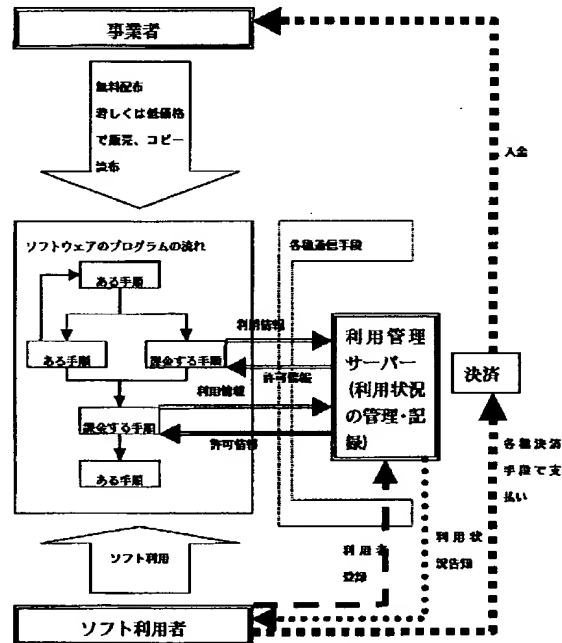 事業者
無料配布
若しくは低価格
で販売、コピー
流布
入金
ソフトウェアのプログラムの流れ
各種通信手段
ある手順
利用情報
ある手順
課金する手順
許可情報
利用管理
サーバー
(利用状況
の管理・記
録)
決済
利用情報
課金する手順
許可情報
ある手順
各種決済
手段で支
払い
ソフト利用
利用者
登録
利用状
況告知
ソフト利用者